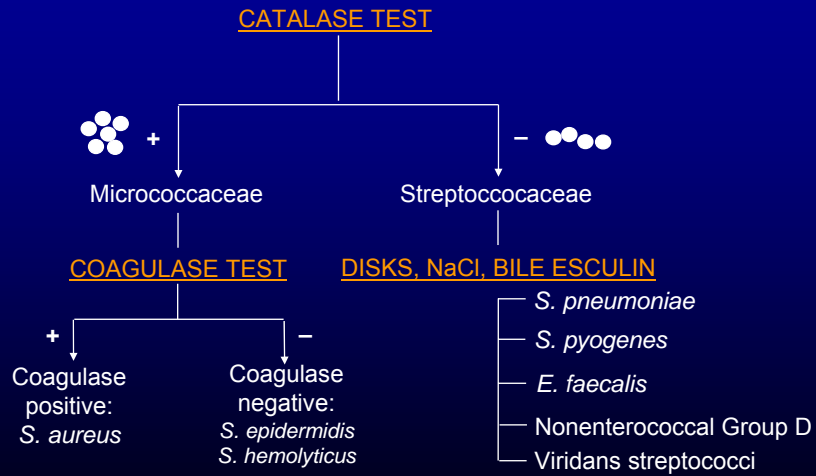 CATALASE TEST
+
–
Micrococcaceae
Streptoccocaceae
COAGULASE TEST
DISKS, NaCl, BILE ESCULIN
+
–
Coagulase
positive:
S. aureus
Coagulase
negative:
S. epidermidis
S. hemolyticus
S. pneumoniae
S. pyogenes
E. faecalis
Nonenterococcal Group D
Viridans streptococci